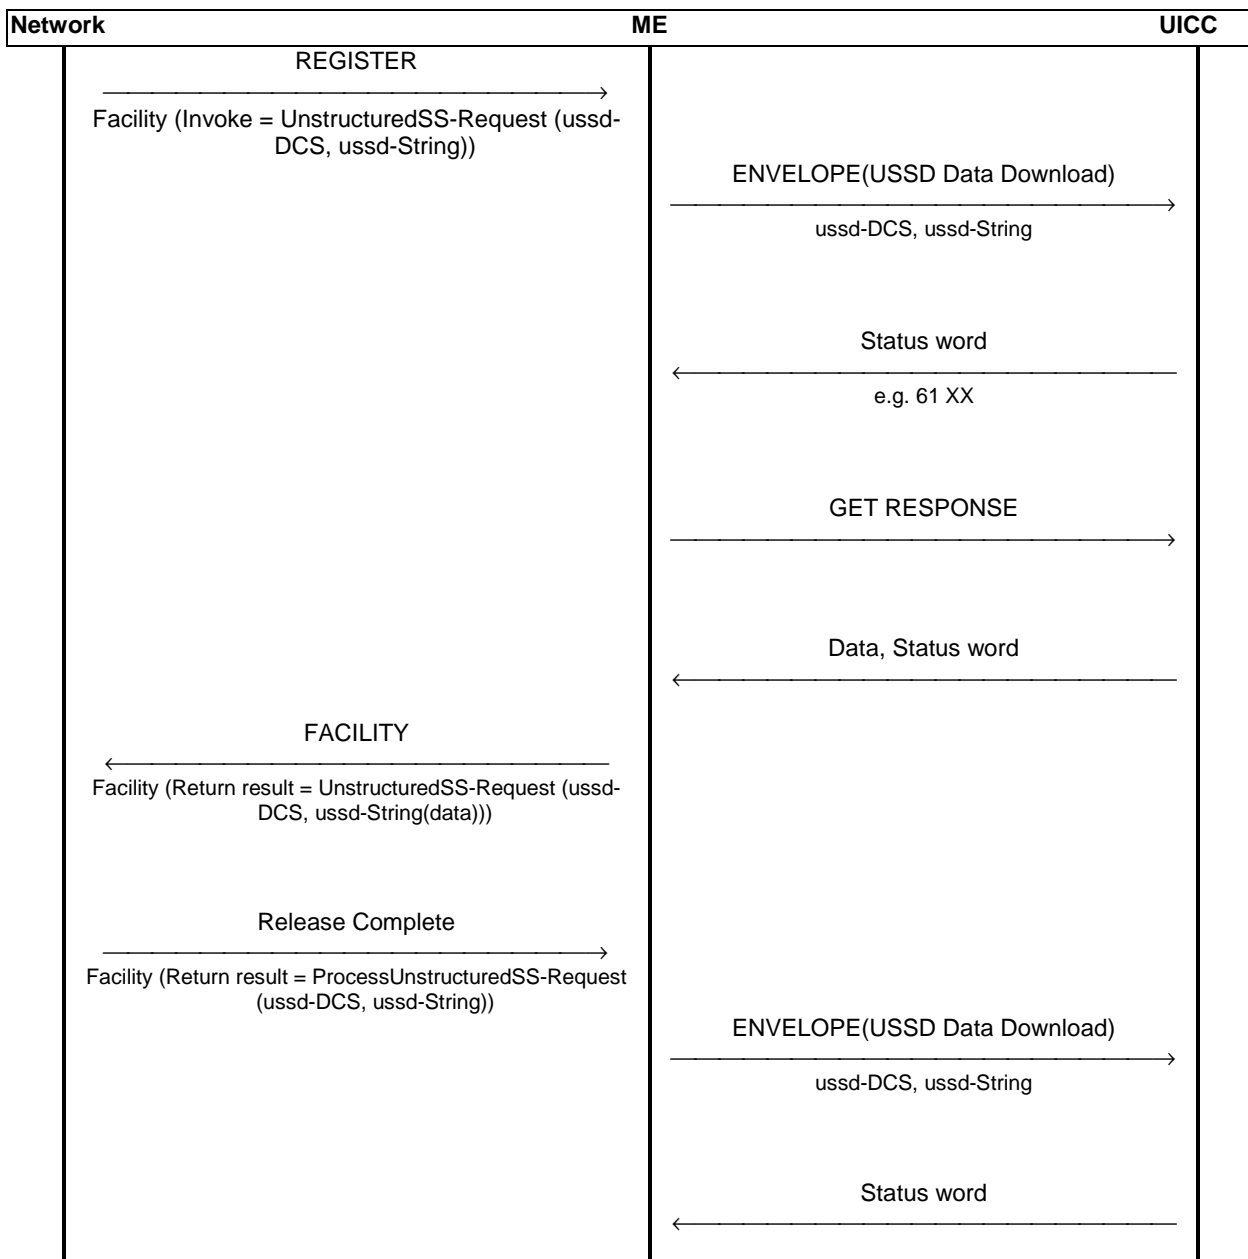 Network ME UICC
REGISTER
Facility (Invoke = UnstructuredSS-Request (ussd-
DCS, ussd-String))
ENVELOPE(USSD Data Download)
ussd-DCS, ussd-String
Status word
e.g. 61 XX
GET RESPONSE
Data, Status word
FACILITY
Facility (Return result = UnstructuredSS-Request (ussd-
DCS, ussd-String(data)))
Release Complete
Facility (Return result = ProcessUnstructuredSS-Request
(ussd-DCS, ussd-String))
ENVELOPE(USSD Data Download)
ussd-DCS, ussd-String
Status word